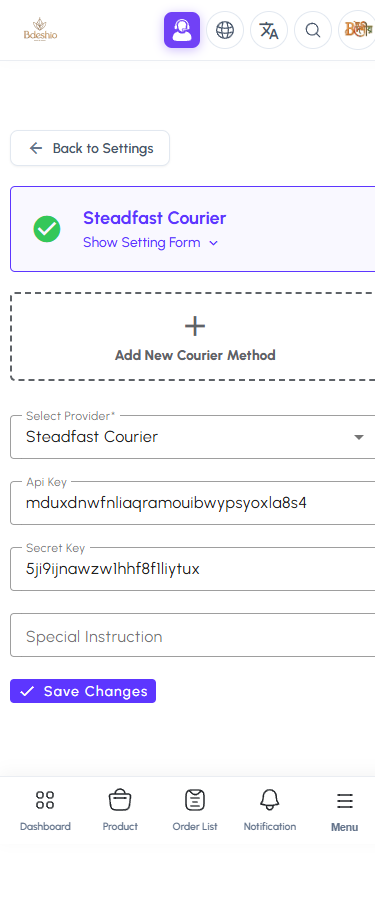 Bdeshio
Back to Settings
Steadfast Courier
Show Setting Form
Add New Courier Method
Select Provider*
Steadfast Courier
Api Key
mduxdnwfnliaqramouibwypsyoxla8s4
Secret Key
5ji9ijnawzw1hhf8f1liytux
Special Instruction
Save Changes
Dashboard
Product
Order List
Notification
Menu